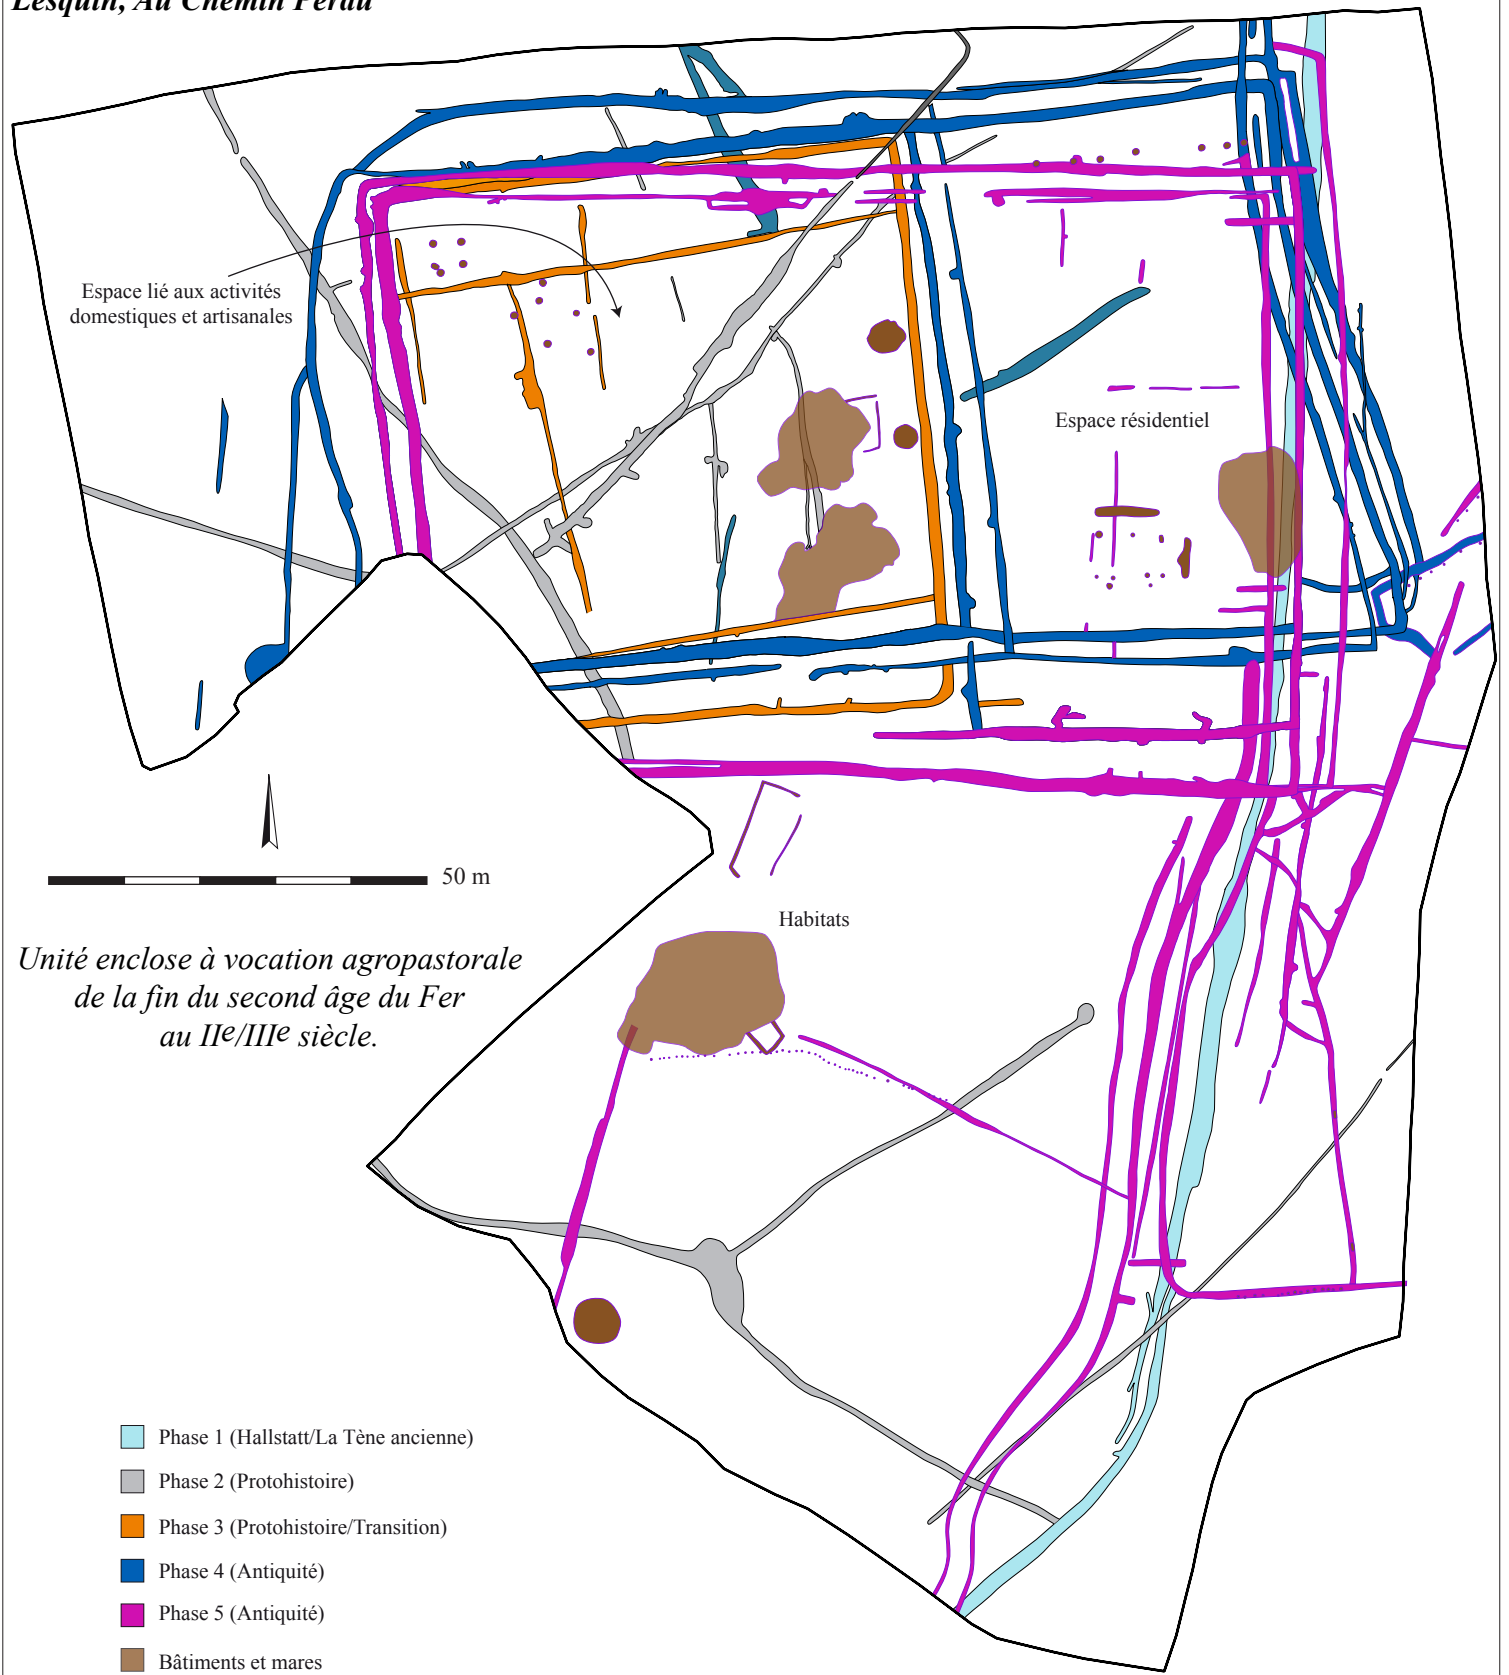 Lesquin, Au Chemin Perdu
Espace lié aux activités
domestiques et artisanales
Espace résidentiel
50 m
Habitats
Unité enclose à vocation agropastorale
de la fin du second âge du Fer
au IIe/IIIe siècle.
Phase 1 (Hallstatt/La Tène ancienne)
Phase 2 (Protohistoire)
Phase 3 (Protohistoire/Transition)
Phase 4 (Antiquité)
Phase 5 (Antiquité)
Bâtiments et mares